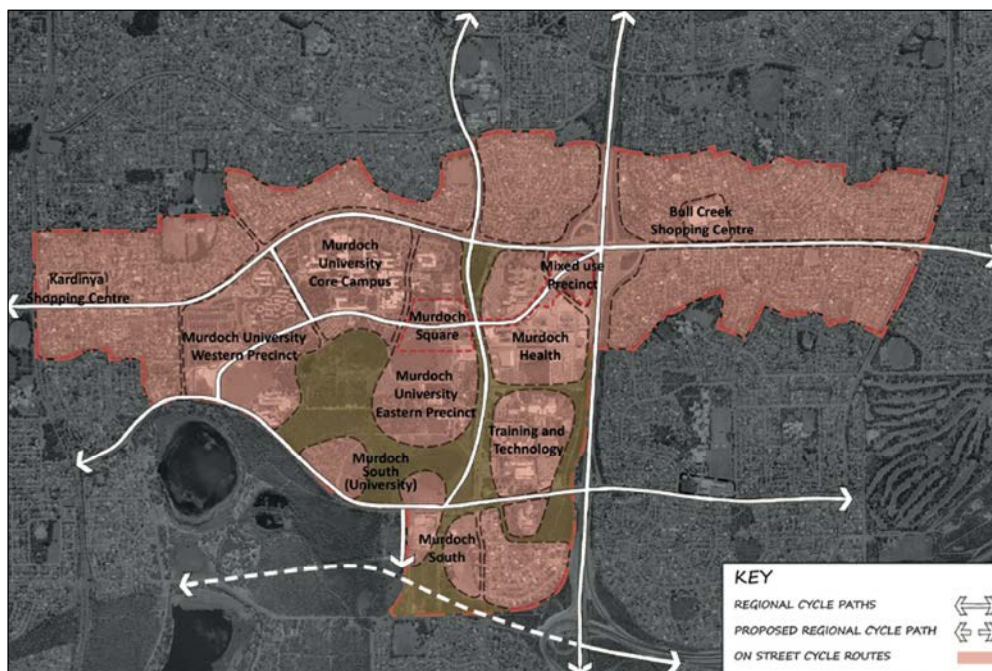 Bull Creek
Shopping Centre
Murdoch
University
Core Campus
Mixed use
Precinct
Kardinya
Shopping Centre
Murdoch
Square
Murdoch University
Western Precinct
Murdoch
Health
Murdoch
University
Eastern Precinct
Training and
Technology
Murdoch
South
(University)
Murdoch
South
KEY
REGIONAL CYCLE PATHS
PROPOSED REGIONAL CYCLE PATH
ON STREET CYCLE ROUTES